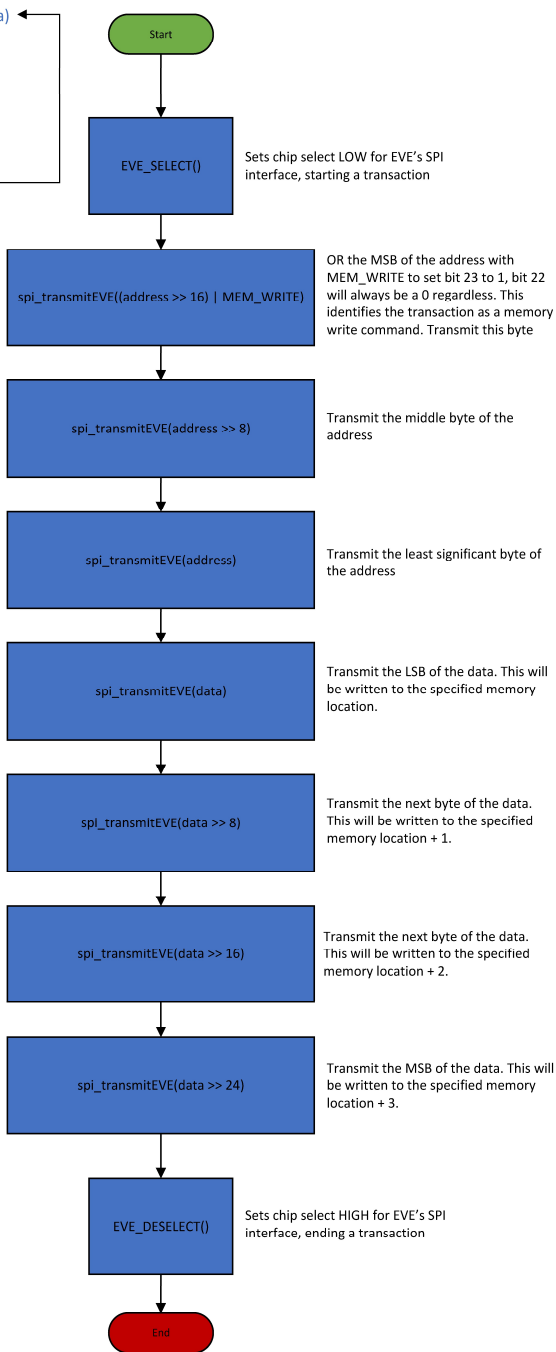 a)
Start
EVE_SELECT()
Sets chip select LOW for EVE's SPI
interface, starting a transaction
spi_transmitEVE((address >> 16) | MEM_WRITE)
OR the MSB of the address with
MEM_WRITE to set bit 23 to 1, bit 22
will always be a 0 regardless. This
identifies the transaction as a memory
write command. Transmit this byte
spi_transmitEVE(address >> 8)
Transmit the middle byte of the
address
spi_transmitEVE(address)
Transmit the least significant byte of
the address
spi_transmitEVE(data)
Transmit the LSB of the data. This will
be written to the specified memory
location.
spi_transmitEVE(data >> 8)
Transmit the next byte of the data.
This will be written to the specified
memory location + 1.
spi_transmitEVE(data >> 16)
Transmit the next byte of the data.
This will be written to the specified
memory location + 2.
spi_transmitEVE(data >> 24)
Transmit the MSB of the data. This will
be written to the specified memory
location + 3.
EVE_DESELECT()
Sets chip select HIGH for EVE's SPI
interface, ending a transaction
End